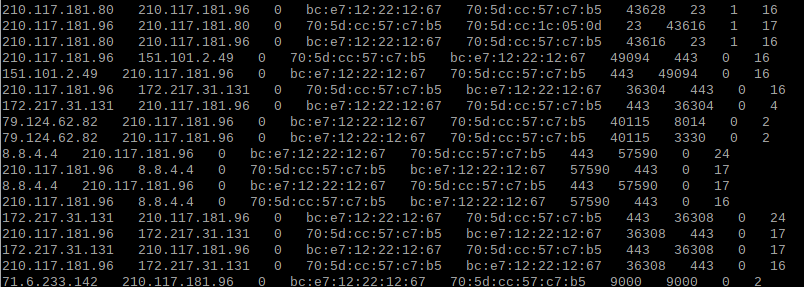 210.117.181.80   210.117.181.96   0   bc:e7:12:22:12:67   70:5d:cc:57:c7:b5   43628   23   1   16
210.117.181.96   210.117.181.80   0   70:5d:cc:57:c7:b5   70:5d:cc:1c:05:0d   23   43616   1   17
210.117.181.80   210.117.181.96   0   bc:e7:12:22:12:67   70:5d:cc:57:c7:b5   43616   23   1   16
210.117.181.96   151.101.2.49   0   70:5d:cc:57:c7:b5   bc:e7:12:22:12:67   49094   443   0   16
151.101.2.49   210.117.181.96   0   bc:e7:12:22:12:67   70:5d:cc:57:c7:b5   443   49094   0   16
210.117.181.96   172.217.31.131   0   70:5d:cc:57:c7:b5   bc:e7:12:22:12:67   36304   443   0   16
172.217.31.131   210.117.181.96   0   bc:e7:12:22:12:67   70:5d:cc:57:c7:b5   443   36304   0   4
79.124.62.82   210.117.181.96   0   bc:e7:12:22:12:67   70:5d:cc:57:c7:b5   40115   8014   0   2
79.124.62.82   210.117.181.96   0   bc:e7:12:22:12:67   70:5d:cc:57:c7:b5   40115   3330   0   2
8.8.4.4   210.117.181.96   0   bc:e7:12:22:12:67   70:5d:cc:57:c7:b5   443   57590   0   24
210.117.181.96   8.8.4.4   0   70:5d:cc:57:c7:b5   bc:e7:12:22:12:67   57590   443   0   17
8.8.4.4   210.117.181.96   0   bc:e7:12:22:12:67   70:5d:cc:57:c7:b5   443   57590   0   17
210.117.181.96   8.8.4.4   0   70:5d:cc:57:c7:b5   bc:e7:12:22:12:67   57590   443   0   16
172.217.31.131   210.117.181.96   0   bc:e7:12:22:12:67   70:5d:cc:57:c7:b5   443   36308   0   24
210.117.181.96   172.217.31.131   0   70:5d:cc:57:c7:b5   bc:e7:12:22:12:67   36308   443   0   17
172.217.31.131   210.117.181.96   0   bc:e7:12:22:12:67   70:5d:cc:57:c7:b5   443   36308   0   17
210.117.181.96   172.217.31.131   0   70:5d:cc:57:c7:b5   bc:e7:12:22:12:67   36308   443   0   16
71.6.233.142   210.117.181.96   0   bc:e7:12:22:12:67   70:5d:cc:57:c7:b5   9000   9000   0   2